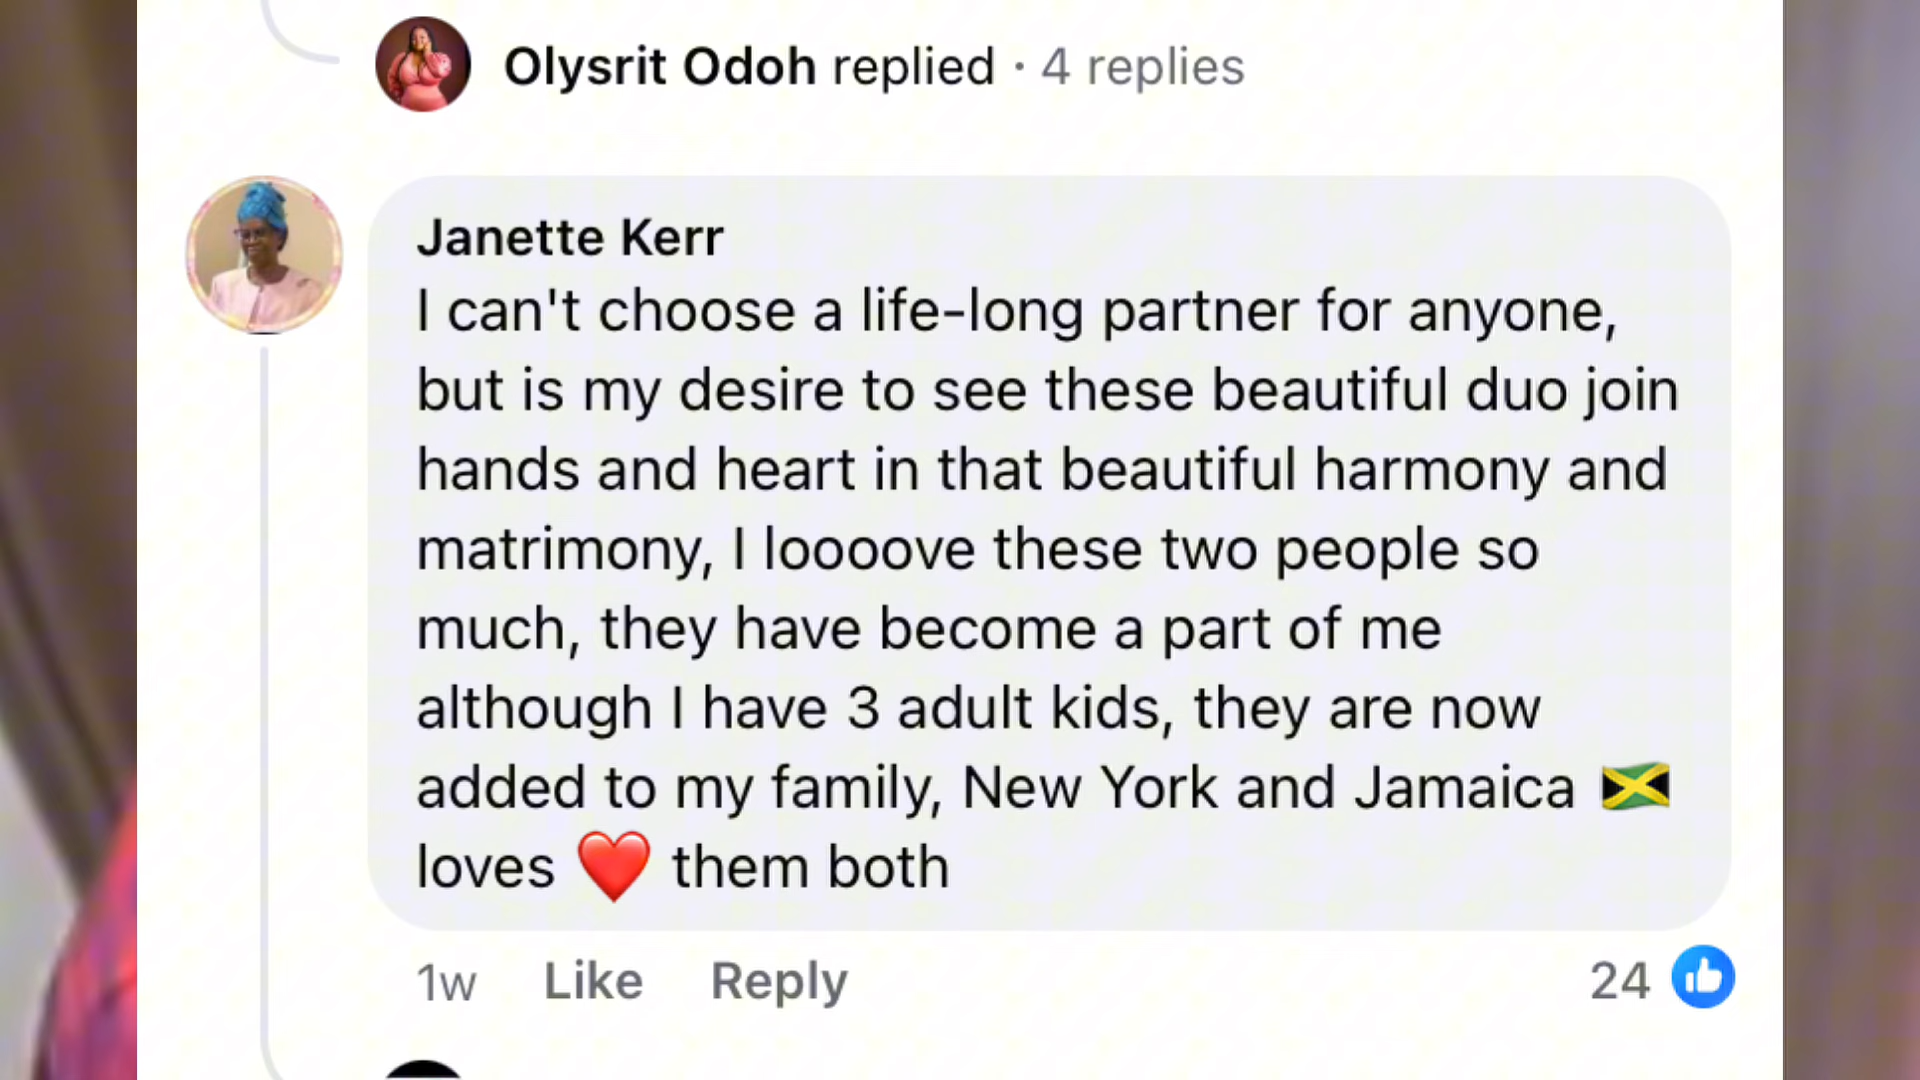 Olysrit Odoh replied · 4 replies
Janette Kerr
I can't choose a life-long partner for anyone,
but is my desire to see these beautiful duo join
hands and heart in that beautiful harmony and
matrimony, I loooove these two people so
much, they have become a part of me
although I have 3 adult kids, they are now
added to my family, New York and Jamaica 🇯🇲
loves ❤️ them both
1w Like Reply 24